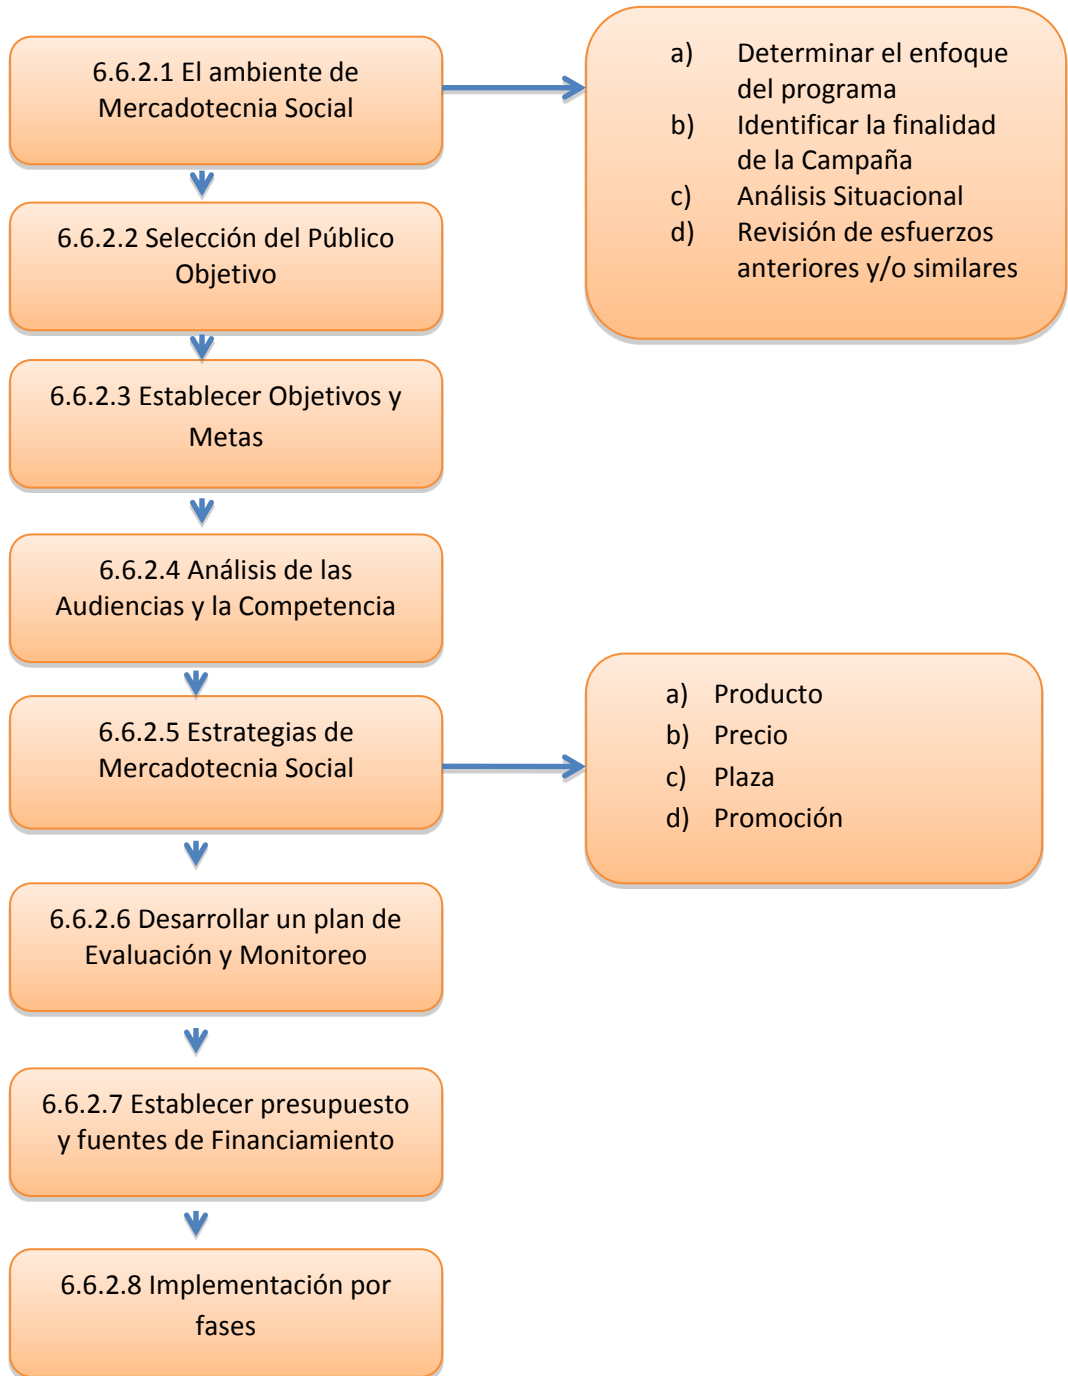 6.6.2.1 El ambiente de
Mercadotecnia Social
a) Determinar el enfoque
del programa
b) Identificar la finalidad
de la Campaña
c) Análisis Situacional
d) Revisión de esfuerzos
anteriores y/o similares
6.6.2.2 Selección del Público
Objetivo
6.6.2.3 Establecer Objetivos y
Metas
6.6.2.4 Análisis de las
Audiencias y la Competencia
6.6.2.5 Estrategias de
Mercadotecnia Social
a) Producto
b) Precio
c) Plaza
d) Promoción
6.6.2.6 Desarrollar un plan de
Evaluación y Monitoreo
6.6.2.7 Establecer presupuesto
y fuentes de Financiamiento
6.6.2.8 Implementación por
fases